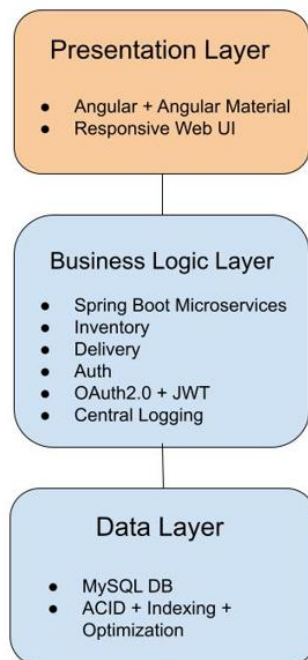 Presentation Layer
● Angular + Angular Material
● Responsive Web UI
Business Logic Layer
● Spring Boot Microservices
● Inventory
● Delivery
● Auth
● OAuth2.0 + JWT
● Central Logging
Data Layer
● MySQL DB
● ACID + Indexing +
Optimization